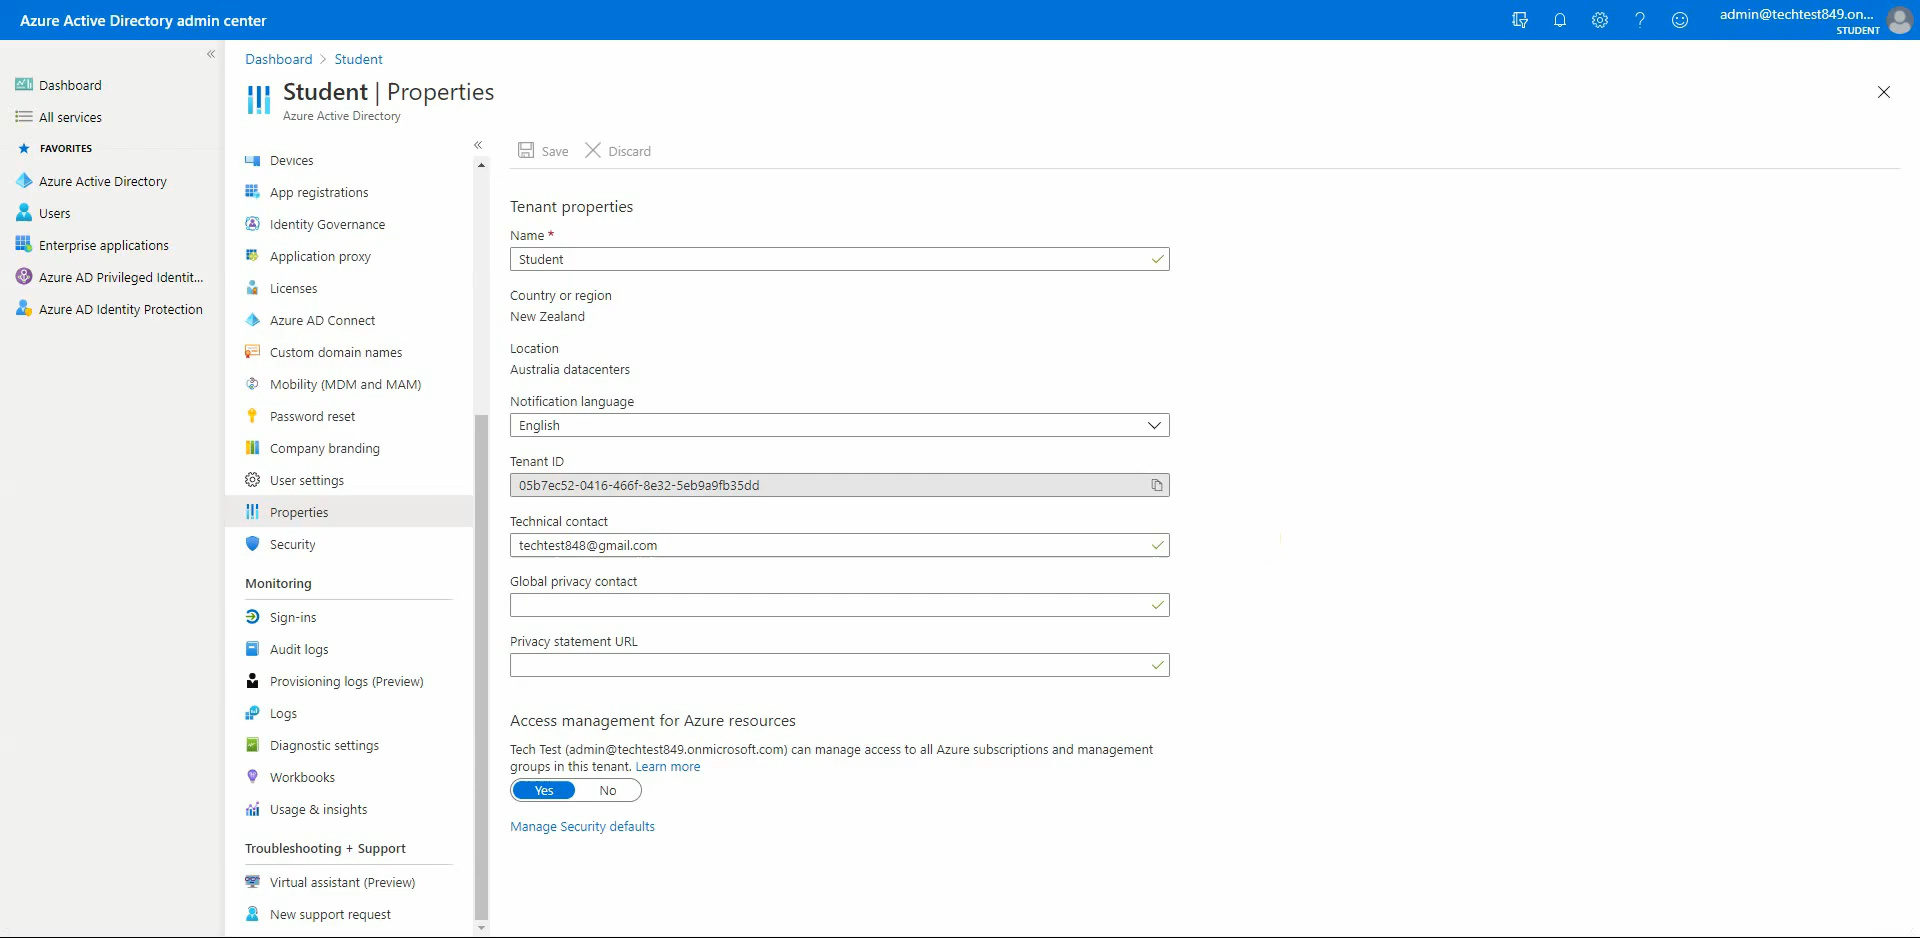 Azure Active Directory admin center
admin@techtest849.on...
STUDENT
Dashboard
All services
FAVORITES
Azure Active Directory
Users
Enterprise applications
Azure AD Privileged Identit...
Azure AD Identity Protection
Dashboard > Student
Student | Properties
Azure Active Directory
Devices
App registrations
Identity Governance
Application proxy
Licenses
Azure AD Connect
Custom domain names
Mobility (MDM and MAM)
Password reset
Company branding
User settings
Properties
Security
Monitoring
Sign-ins
Audit logs
Provisioning logs (Preview)
Logs
Diagnostic settings
Workbooks
Usage & insights
Troubleshooting + Support
Virtual assistant (Preview)
New support request
Save Discard
Tenant properties
Name *
Student
Country or region
New Zealand
Location
Australia datacenters
Notification language
English
Tenant ID
05b7ec52-0416-466f-8e32-5eb9a9fb35dd
Technical contact
techtest848@gmail.com
Global privacy contact
Privacy statement URL
Access management for Azure resources
Tech Test (admin@techtest849.onmicrosoft.com) can manage access to all Azure subscriptions and management
groups in this tenant. Learn more
Yes No
Manage Security defaults